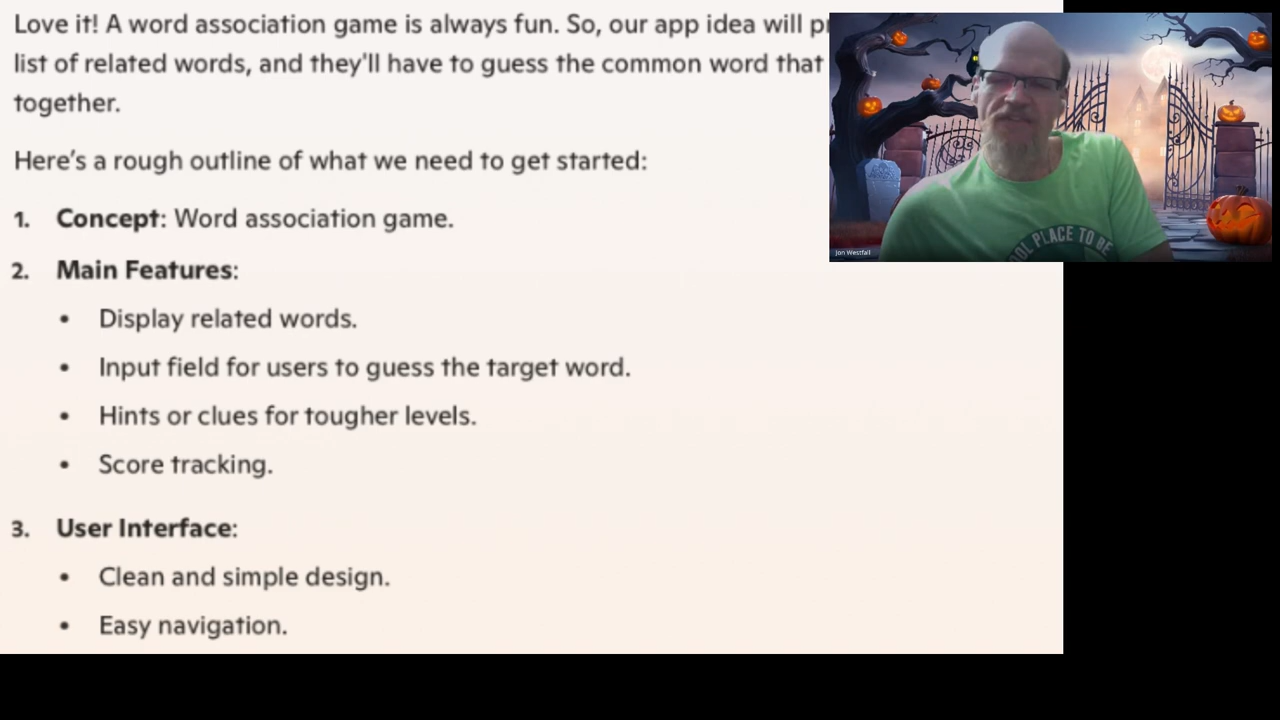 Love it! A word association game is always fun. So, our app idea will
list of related words, and they'll have to guess the common word that
together.
Here's a rough outline of what we need to get started:
1. Concept: Word association game.
2. Main Features:
• Display related words.
• Input field for users to guess the target word.
• Hints or clues for tougher levels.
• Score tracking.
3. User Interface:
• Clean and simple design.
• Easy navigation.
PLACE TO BE
Jon Westfall